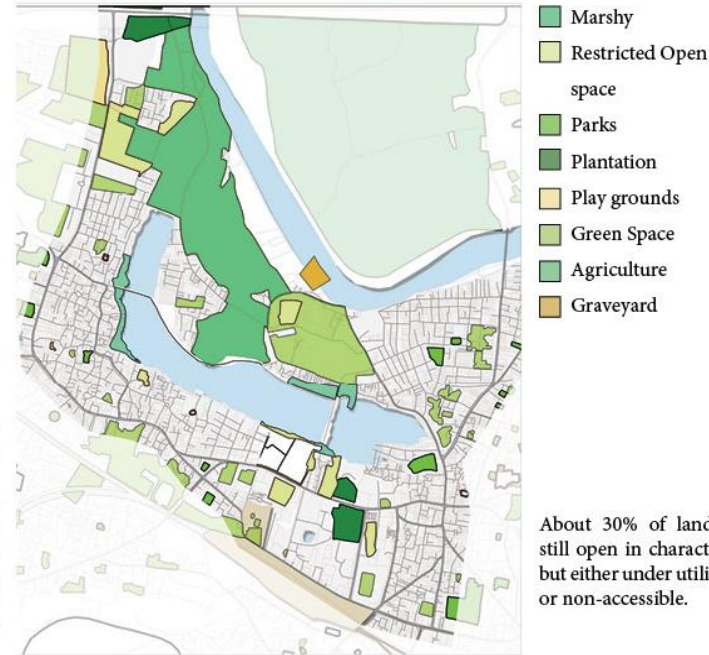 Marshy
Restricted Open
space
Parks
Plantation
Play grounds
Green Space
Agriculture
Graveyard
About 30% of land
still open in charact
but either under utili
or non-accessible.